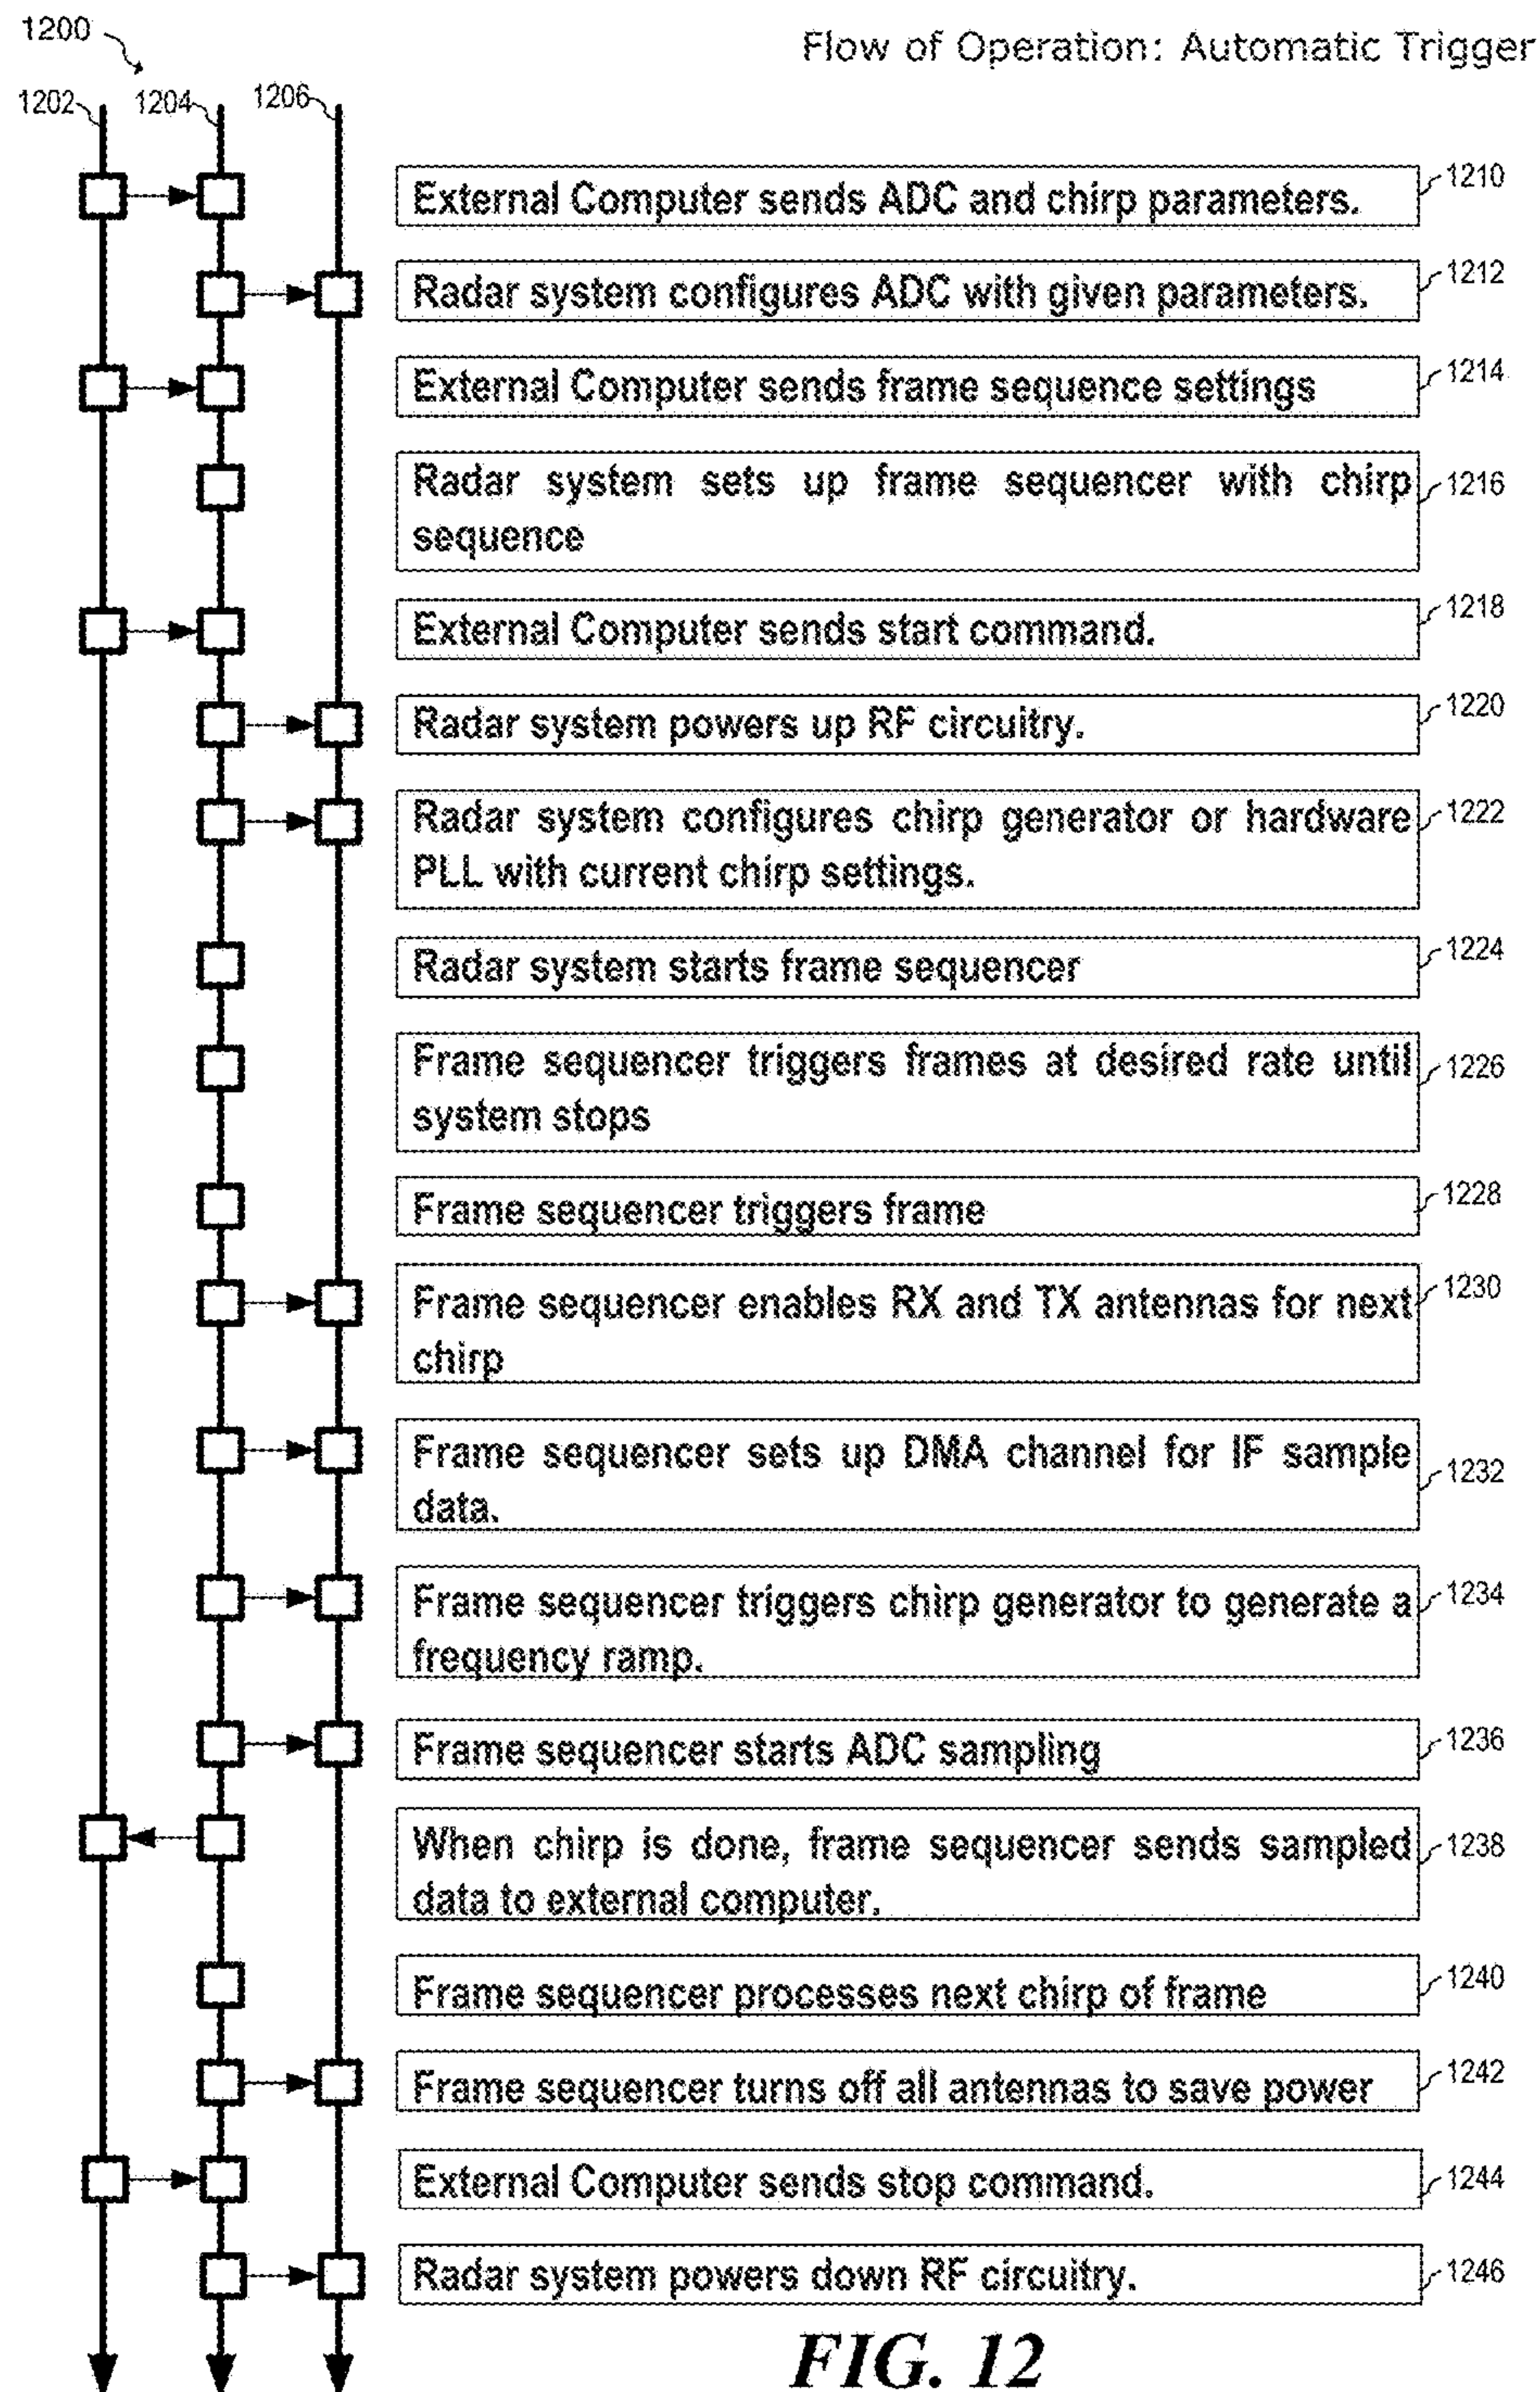 1200
Flow of Operation: Automatic Trigger
1202 1204 1206
External Computer sends ADC and chirp parameters. 1210
Radar system configures ADC with given parameters. 1212
External Computer sends frame sequence settings 1214
Radar system sets up frame sequencer with chirp
sequence 1216
External Computer sends start command. 1218
Radar system powers up RF circuitry. 1220
Radar system configures chirp generator or hardware 1222
PLL with current chirp settings.
Radar system starts frame sequencer 1224
Frame sequencer triggers frames at desired rate until 1226
system stops
Frame sequencer triggers frame 1228
Frame sequencer enables RX and TX antennas for next 1230
chirp
Frame sequencer sets up DMA channel for IF sample 1232
data.
Frame sequencer triggers chirp generator to generate a 1234
frequency ramp.
Frame sequencer starts ADC sampling 1236
When chirp is done, frame sequencer sends sampled 1238
data to external computer.
Frame sequencer processes next chirp of frame 1240
Frame sequencer turns off all antennas to save power 1242
External Computer sends stop command. 1244
Radar system powers down RF circuitry. 1246
FIG. 12